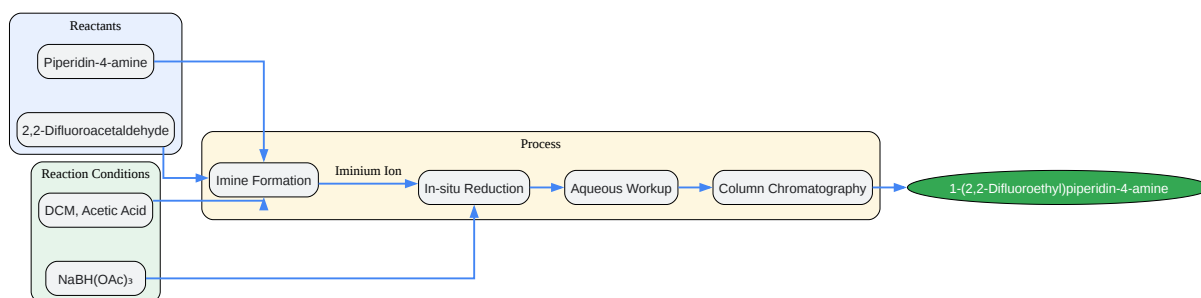 Reactants
Piperidin-4-amine
2,2-Difluoroacetaldehyde
Reaction Conditions
DCM, Acetic Acid
NaBH(OAc)₃
Process
Imine Formation
Iminium Ion
In-situ Reduction
Aqueous Workup
Column Chromatography
1-(2,2-Difluoroethyl)piperidin-4-amine